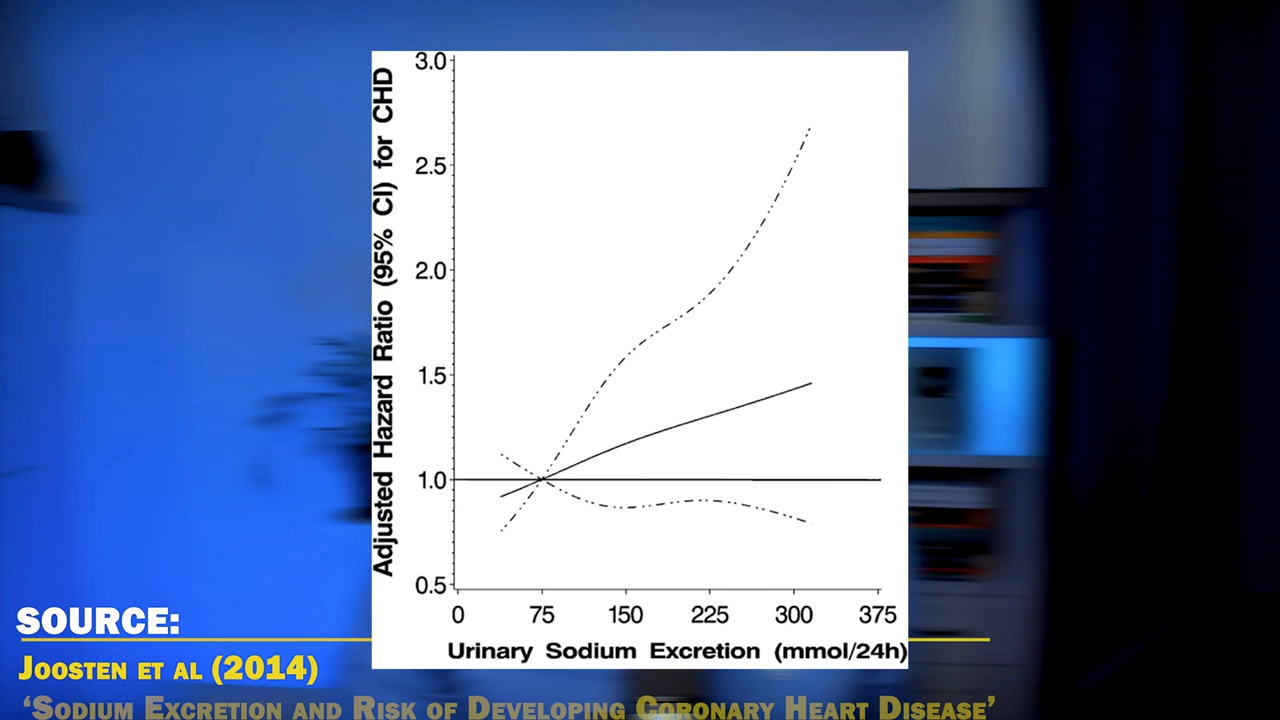 3.0
2.5
2.0
1.5
1.0
0.5
Adjusted Hazard Ratio (95% CI) for CHD
0 75 150 225 300 375
Urinary Sodium Excretion (mmol/24h)
SOURCE:
JOOSTEN ET AL (2014)
‘SODIUM EXCRETION AND RISK OF DEVELOPING CORONARY HEART DISEASE’